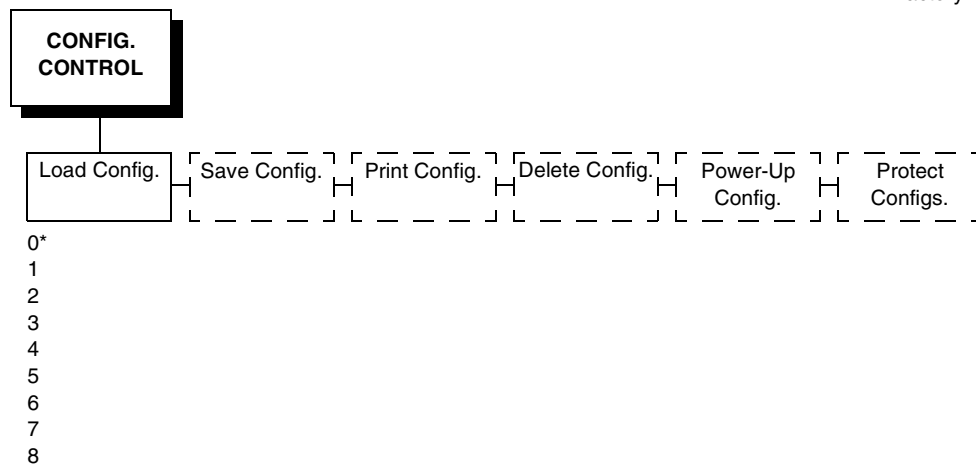 CONFIG.
CONTROL
Load Config.
Save Config.
Print Config.
Delete Config.
Power-Up
Config.
Protect
Configs.
0*
1
2
3
4
5
6
7
8